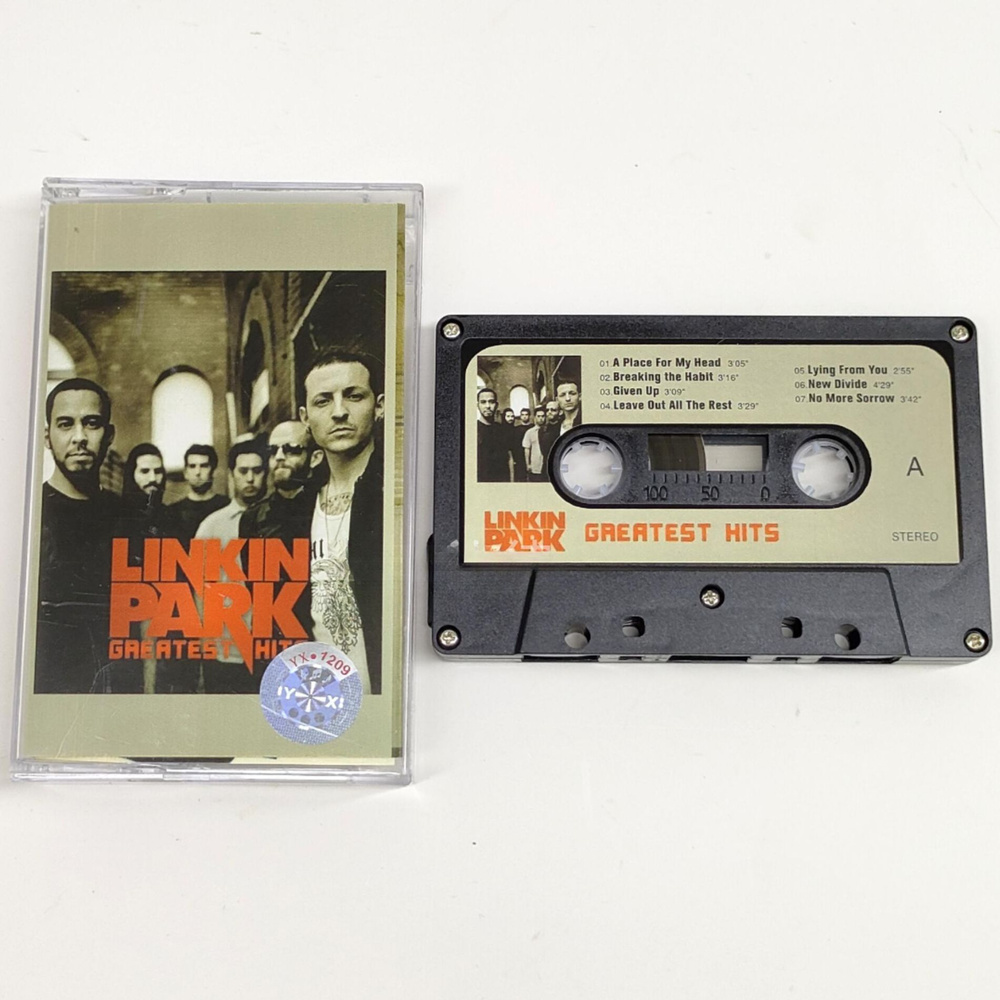 LINKIN
PARK
GREATEST HITS
YX•1209
YX
01.A Place For My Head 3'05"
02.Breaking the Habit 3'16"
03.Given Up 3'09"
04.Leave Out All The Rest 3'29"
05.Lying From You 2'55"
06.New Divide 4'29"
07.No More Sorrow 3'42"
100 50 0
A
LINKIN
PARK
GREATEST HITS
STEREO